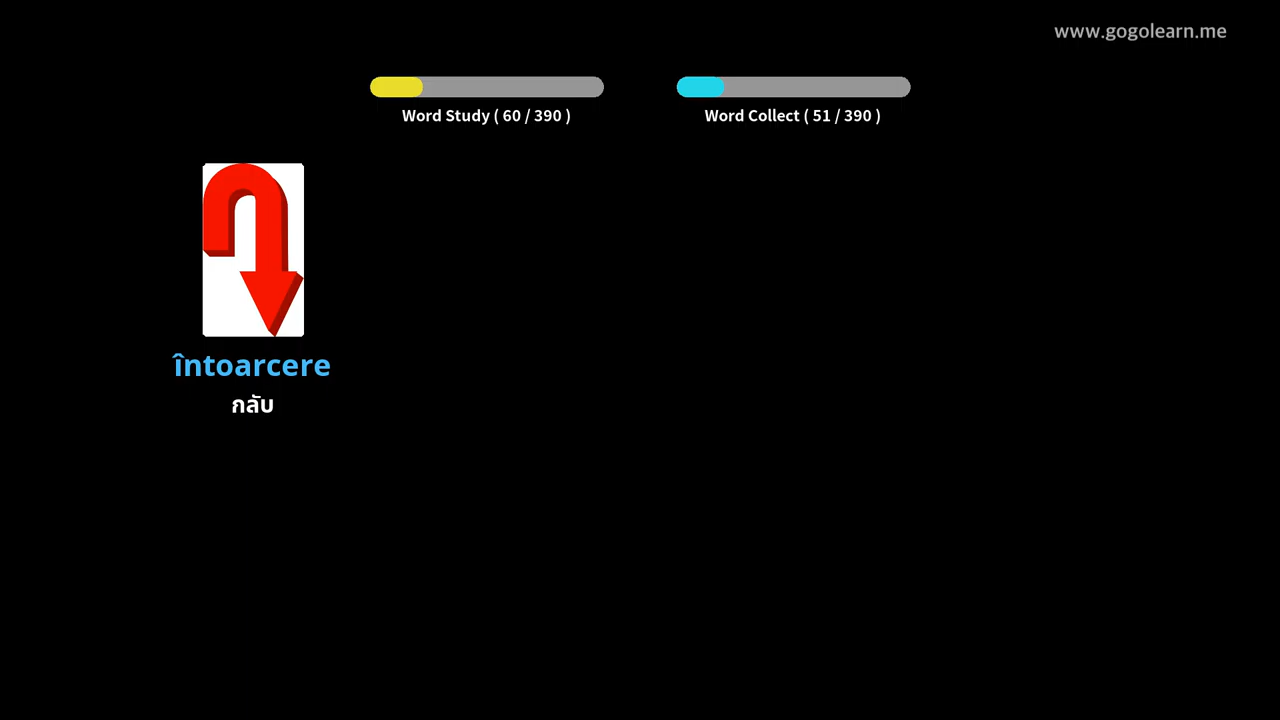 www.gogolearn.me
Word Study ( 60 / 390 )
Word Collect ( 51 / 390 )
întoarcere
กลับ